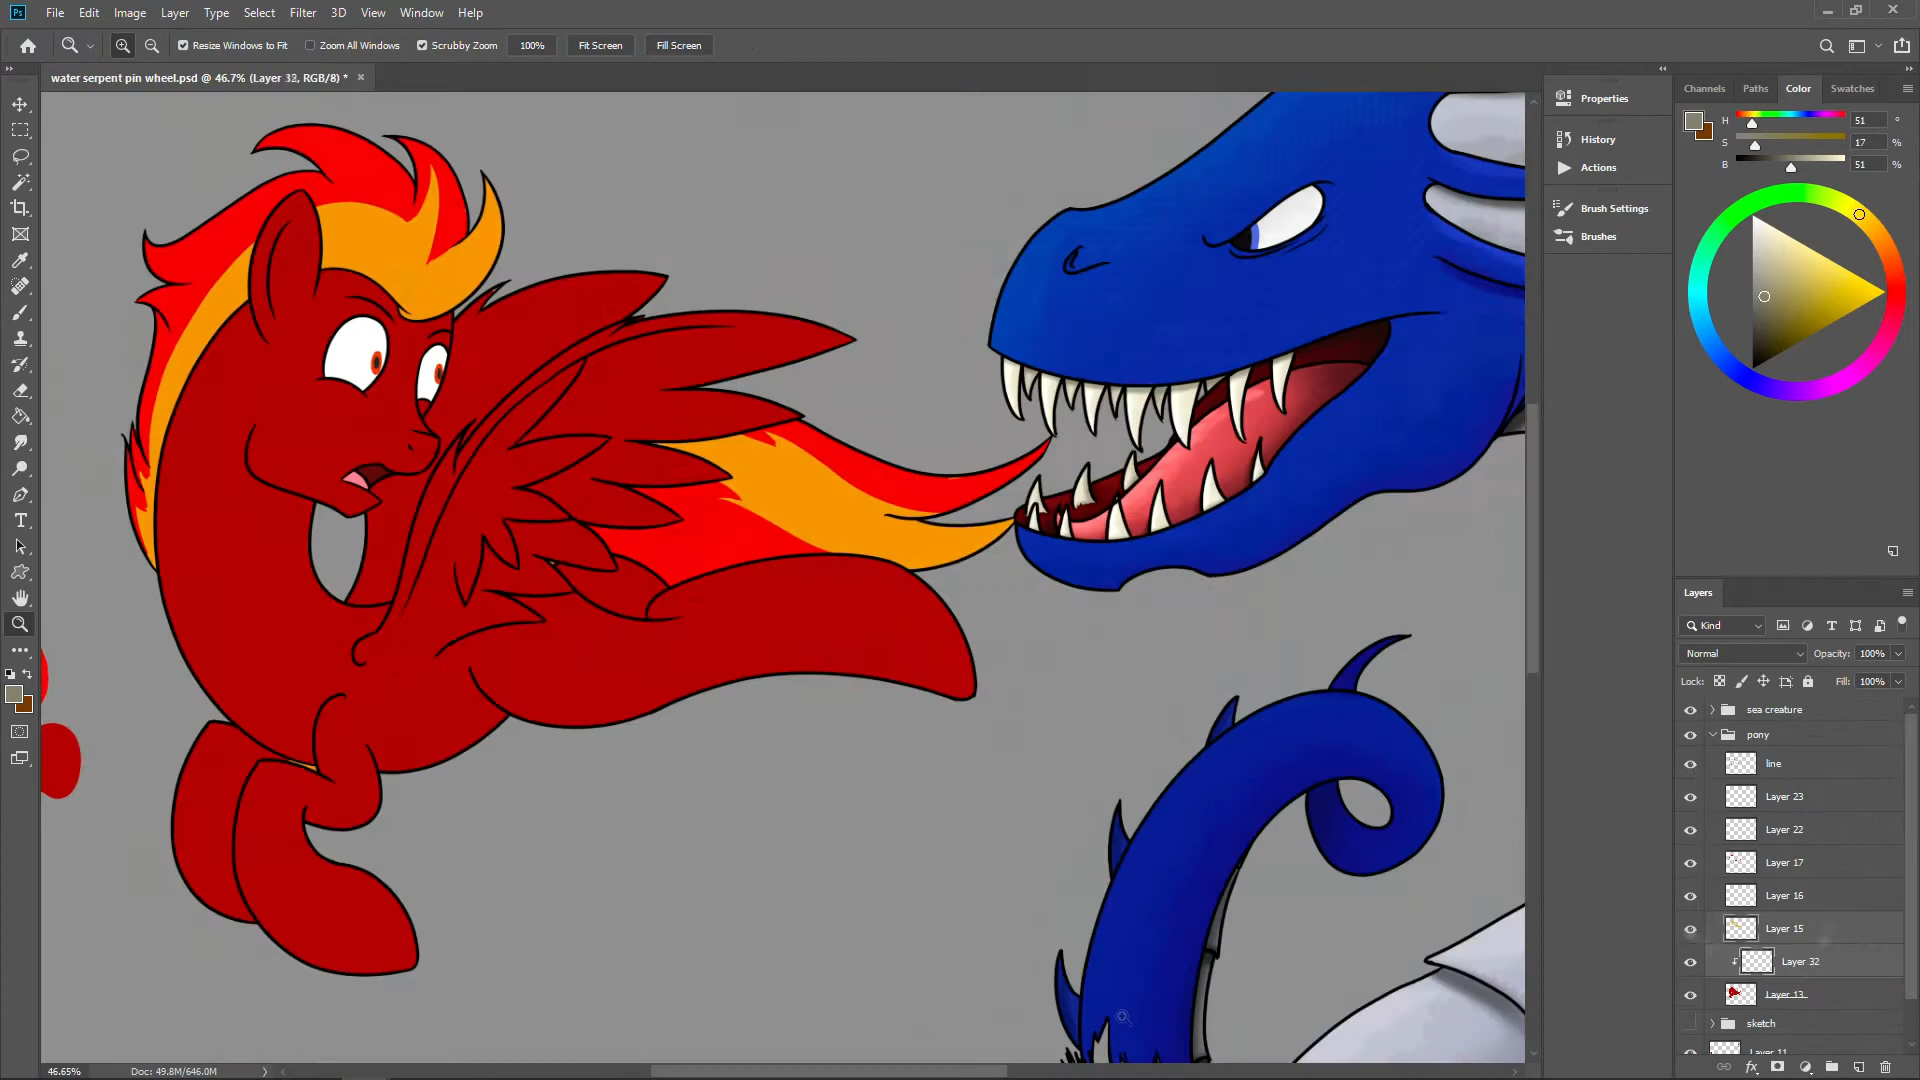 Ps File Edit Image Layer Type Select Filter 3D View Window Help
Resize Windows to Fit Zoom All Windows Scrubby Zoom 100% Fit Screen Fill Screen
water serpent pin wheel.psd @ 46.7% (Layer 32, RGB/8) * ×
Properties
History
Actions
Brush Settings
Brushes
Channels Paths Color Swatches
H 51 °
S 17 %
B 51 %
Layers
Kind
Normal Opacity: 100%
Lock: Fill: 100%
sea creature
pony
line
Layer 23
Layer 22
Layer 17
Layer 16
Layer 15
Layer 32
Layer 13
sketch
Layer 11
46.65% Doc: 49.8M/646.0M